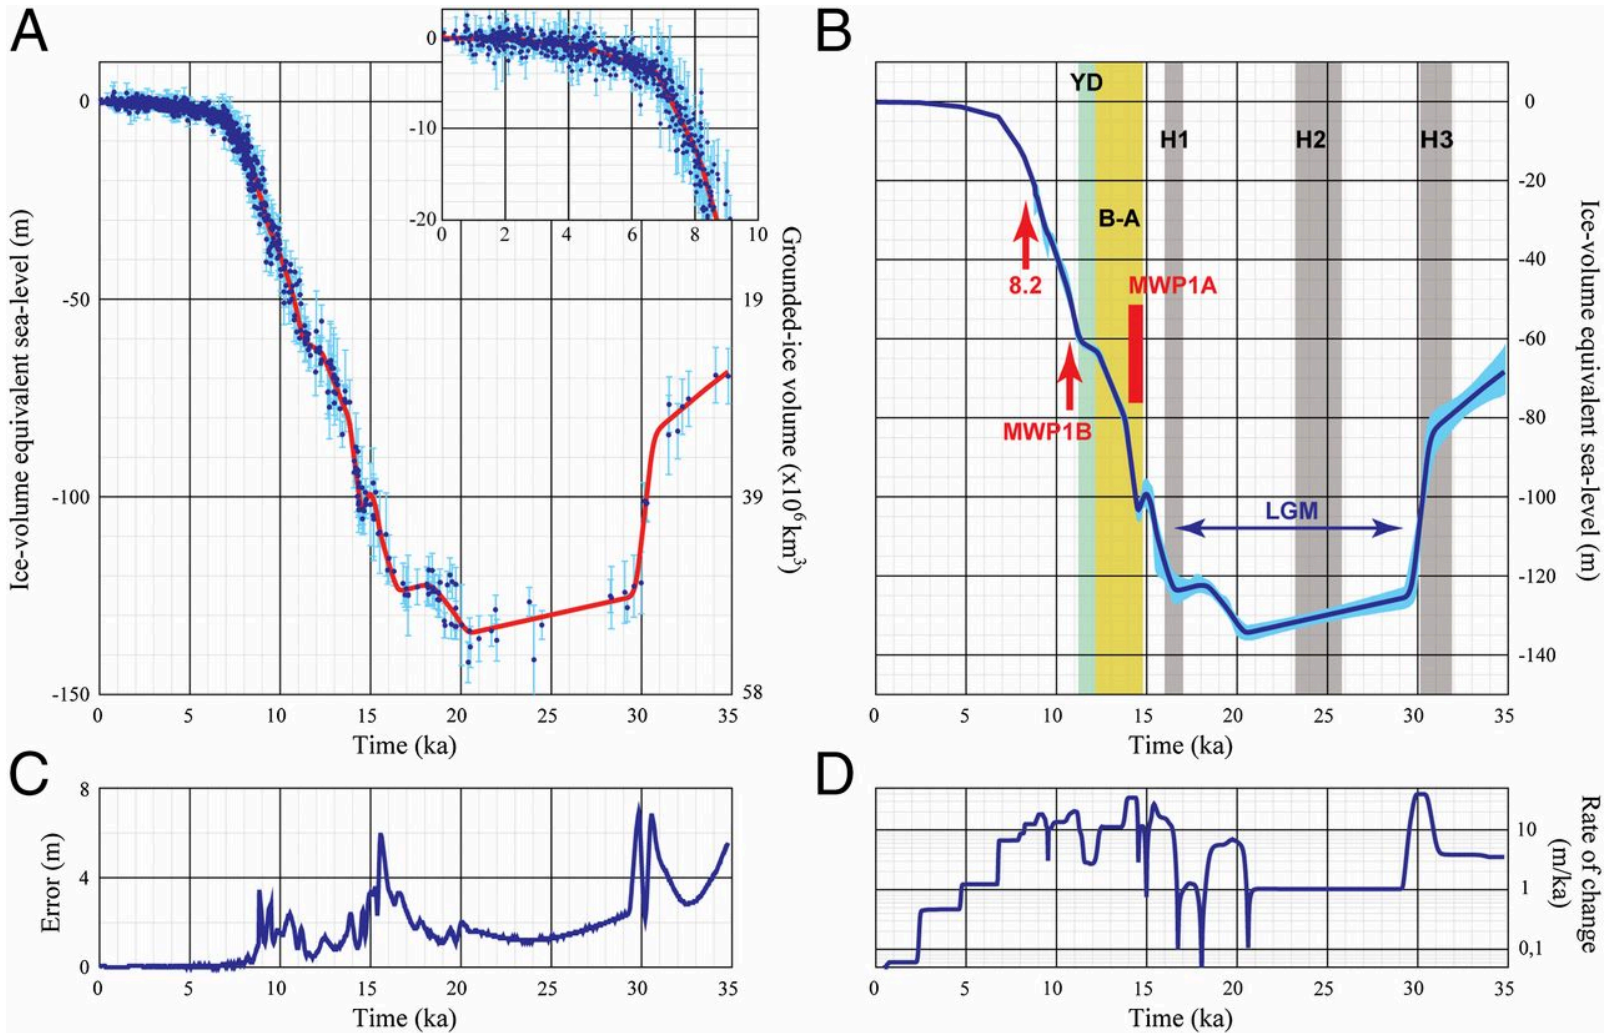 A
0
-50
-100
-150
Ice-volume equivalent sea-level (m)
0
-10
-20
0
2
4
6
8
10
19
39
58
Grounded-ice volume (x10⁶ km³)
0
5
10
15
20
25
30
35
Time (ka)
B
YD
H1
H2
H3
B-A
8.2
MWP1A
MWP1B
LGM
0
-20
-40
-60
-80
-100
-120
-140
Ice-volume equivalent sea-level (m)
0
5
10
15
20
25
30
35
Time (ka)
C
8
4
0
Error (m)
0
5
10
15
20
25
30
35
Time (ka)
D
10
1
0,1
Rate of change
(m/ka)
0
5
10
15
20
25
30
35
Time (ka)